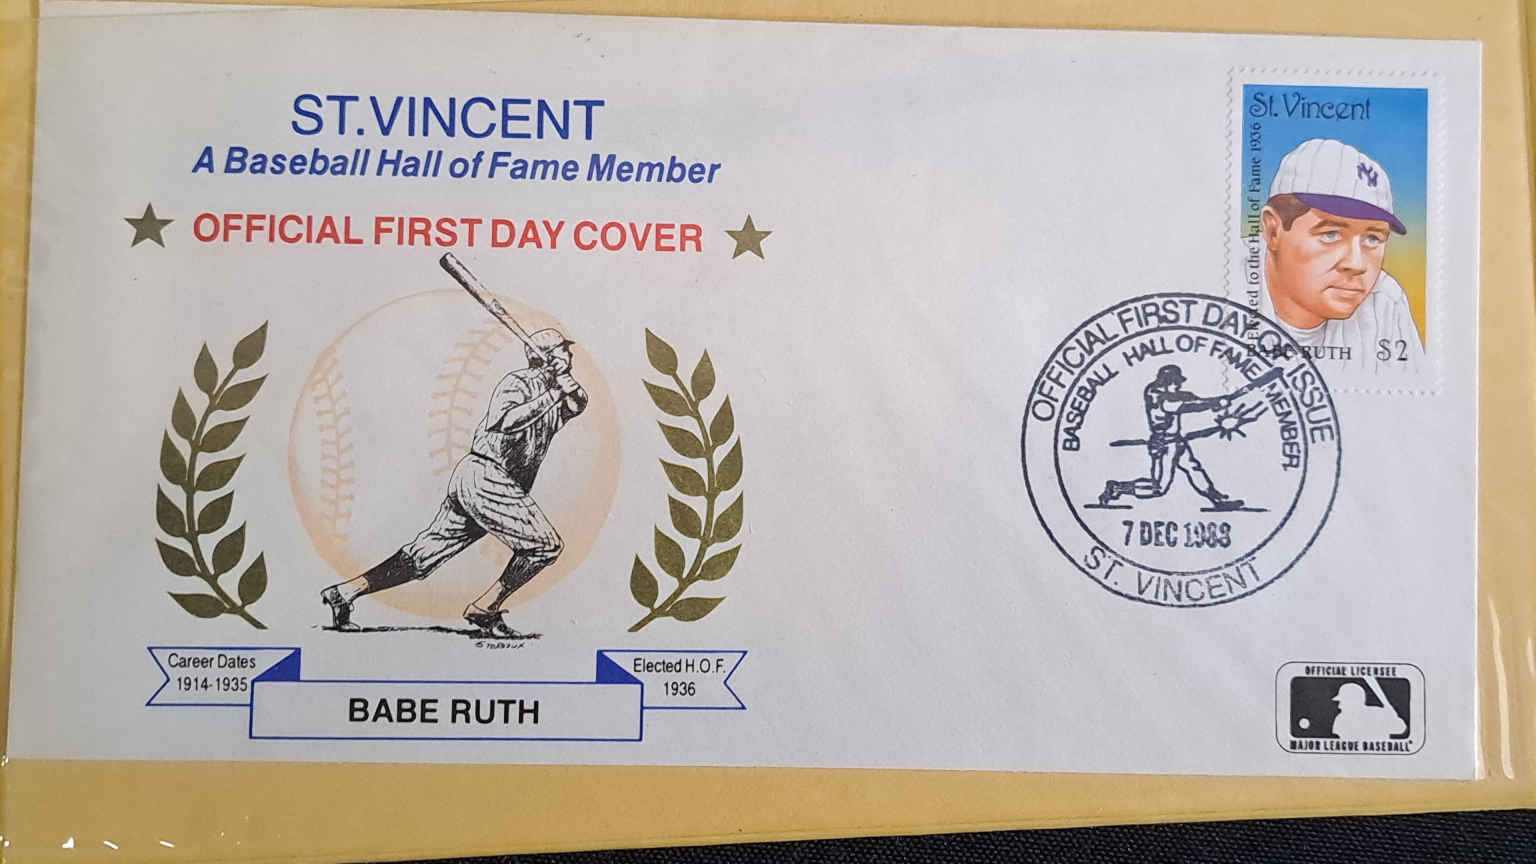 ST.VINCENT
A Baseball Hall of Fame Member
OFFICIAL FIRST DAY COVER
Career Dates
1914-1935
BABE RUTH
Elected H.O.F.
1936
St. Vincent
Elected to the Hall of Fame 1936
NY
BABE RUTH $2
OFFICIAL FIRST DAY OF ISSUE
BASEBALL HALL OF FAME MEMBER
7 DEC 1988
ST. VINCENT
OFFICIAL LICENSEE
MAJOR LEAGUE BASEBALL